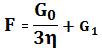 F = G₀/3η + G₁